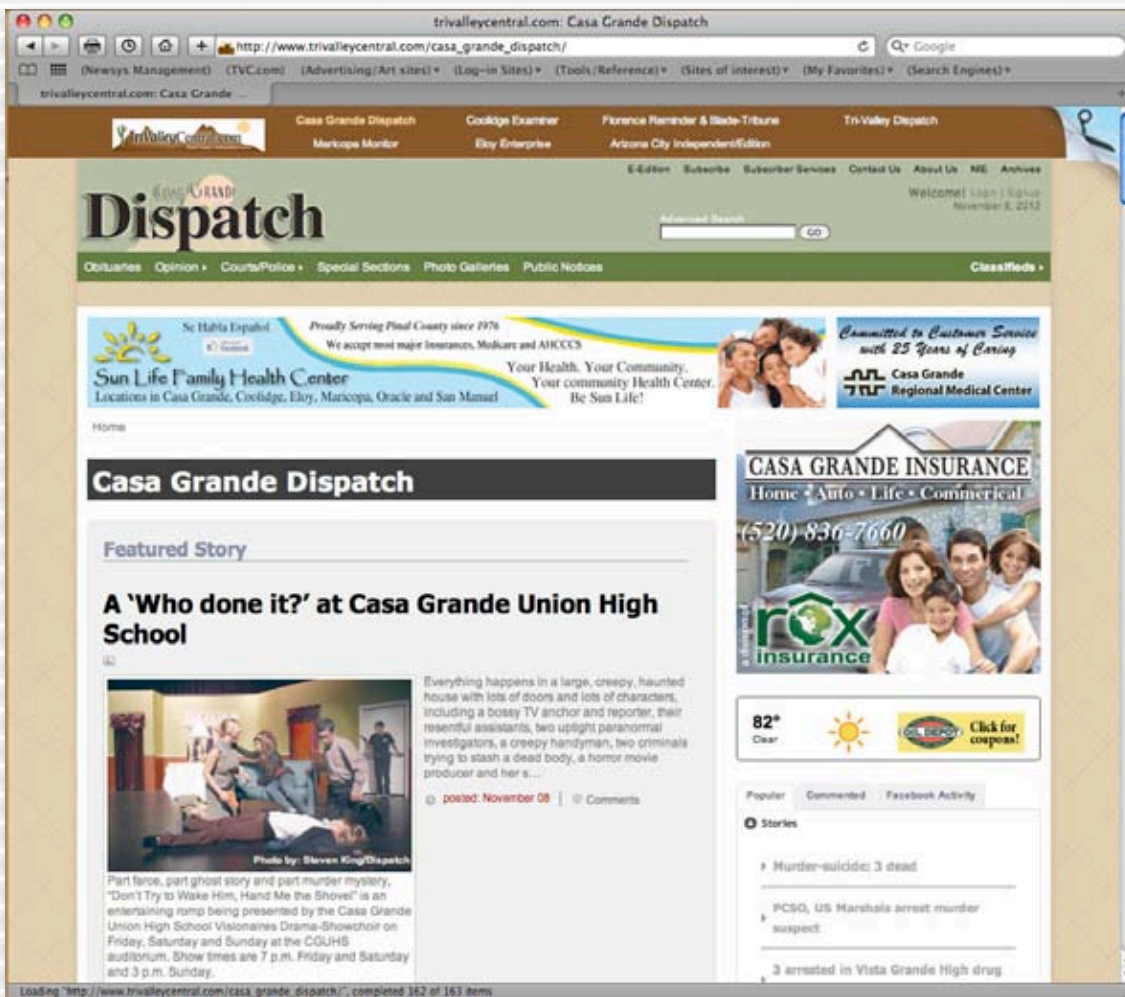 trivalleycentral.com: Casa Grande Dispatch
http://www.trivalleycentral.com/casa_grande_dispatch/
Google
(Newsys Management) (TVC.com) (Advertising/Art sites) (Log-in Sites) (Tools/Reference) (Sites of interest) (My Favorites) (Search Engines)
trivalleycentral.com: Casa Grande ...
TriValleyCentral.com
Casa Grande Dispatch Coolidge Examiner Florence Reminder & Blade-Tribune Tri-Valley Dispatch
Maricopa Monitor Eloy Enterprise Arizona City Independent/Edition
E-Edition Subscribe Subscriber Services Contact Us About Us NIE Archives
Welcome! Login | Signup
November 8, 2012
Casa Grande
Dispatch
Advanced Search
GO
Obituaries Opinion Courts/Police Special Sections Photo Galleries Public Notices Classifieds
Se Habla Español
Proudly Serving Pinal County since 1976
We accept most major Insurances, Medicare and AHCCCS
Sun Life Family Health Center
Locations in Casa Grande, Coolidge, Eloy, Maricopa, Oracle and San Manuel
Your Health. Your Community.
Your community Health Center.
Be Sun Life!
Committed to Customer Service
with 25 Years of Caring
Casa Grande
Regional Medical Center
Home
Casa Grande Dispatch
Featured Story
A ‘Who done it?’ at Casa Grande Union High
School
Everything happens in a large, creepy, haunted
house with lots of doors and lots of characters,
including a bossy TV anchor and reporter, their
resentful assistants, two uptight paranormal
investigators, a creepy handyman, two criminals
trying to stash a dead body, a horror movie
producer and her s...
posted: November 08 | Comments
Photo by: Steven King/Dispatch
Part farce, part ghost story and part murder mystery,
"Don't Try to Wake Him, Hand Me the Shovel" is an
entertaining romp being presented by the Casa Grande
Union High School Visionaires Drama-Showchoir on
Friday, Saturday and Sunday at the CGUHS
auditorium. Show times are 7 p.m. Friday and Saturday
and 3 p.m. Sunday.
CASA GRANDE INSURANCE
Home • Auto • Life • Commerical
(520) 836-7660
a division of
rox
insurance
82°
Clear
OIL DEPOT
Click for
coupons!
Popular Commented Facebook Activity
Stories
Murder-suicide: 3 dead
PCSO, US Marshals arrest murder
suspect
3 arrested in Vista Grande High drug
Loading "http://www.trivalleycentral.com/casa_grande_dispatch/", completed 162 of 163 items